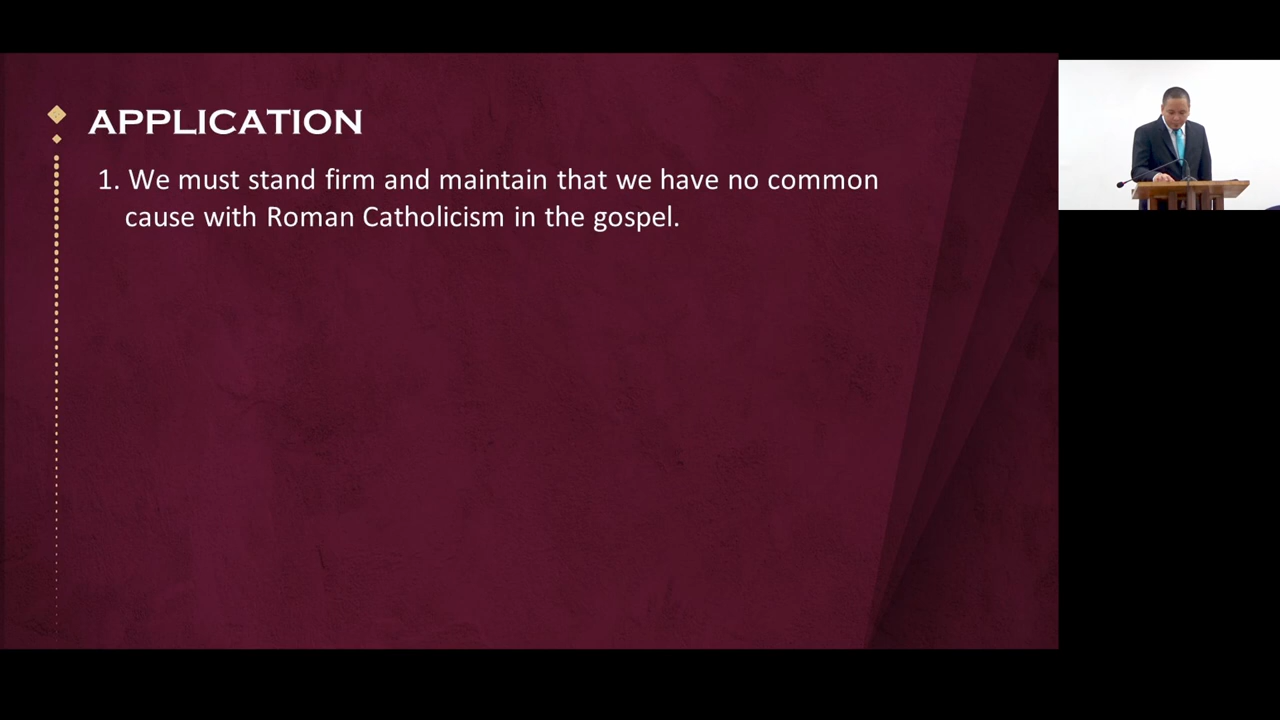 APPLICATION
1. We must stand firm and maintain that we have no common
cause with Roman Catholicism in the gospel.